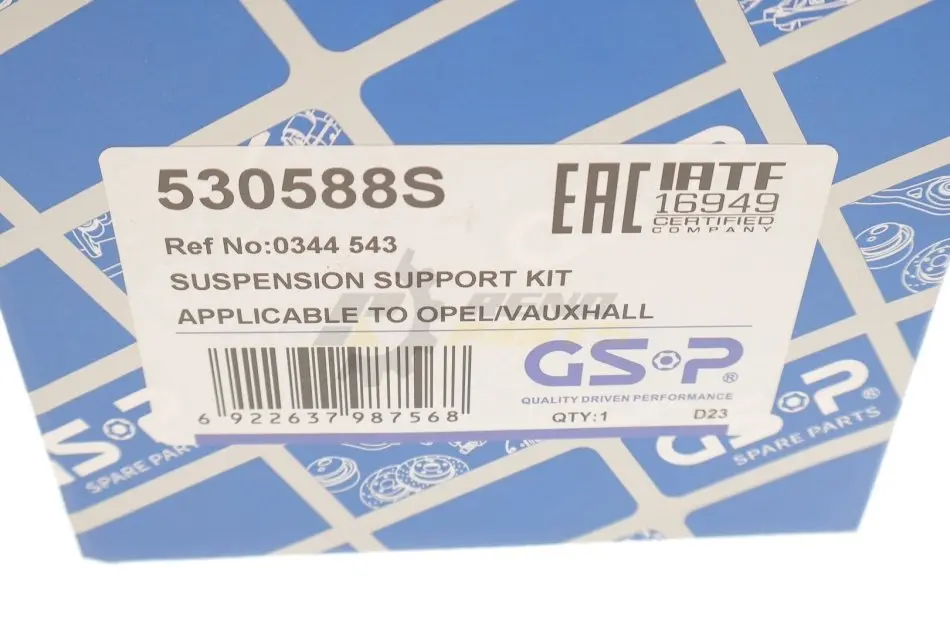 530588S
EAC
IATF
16949
CERTIFIED
COMPANY
Ref No:0344 543
SUSPENSION SUPPORT KIT
APPLICABLE TO OPEL/VAUXHALL
6 922637 987568
GSP®
QUALITY DRIVEN PERFORMANCE
QTY:1 D23
GSP
SPARE PARTS
GSP®
SPARE PARTS